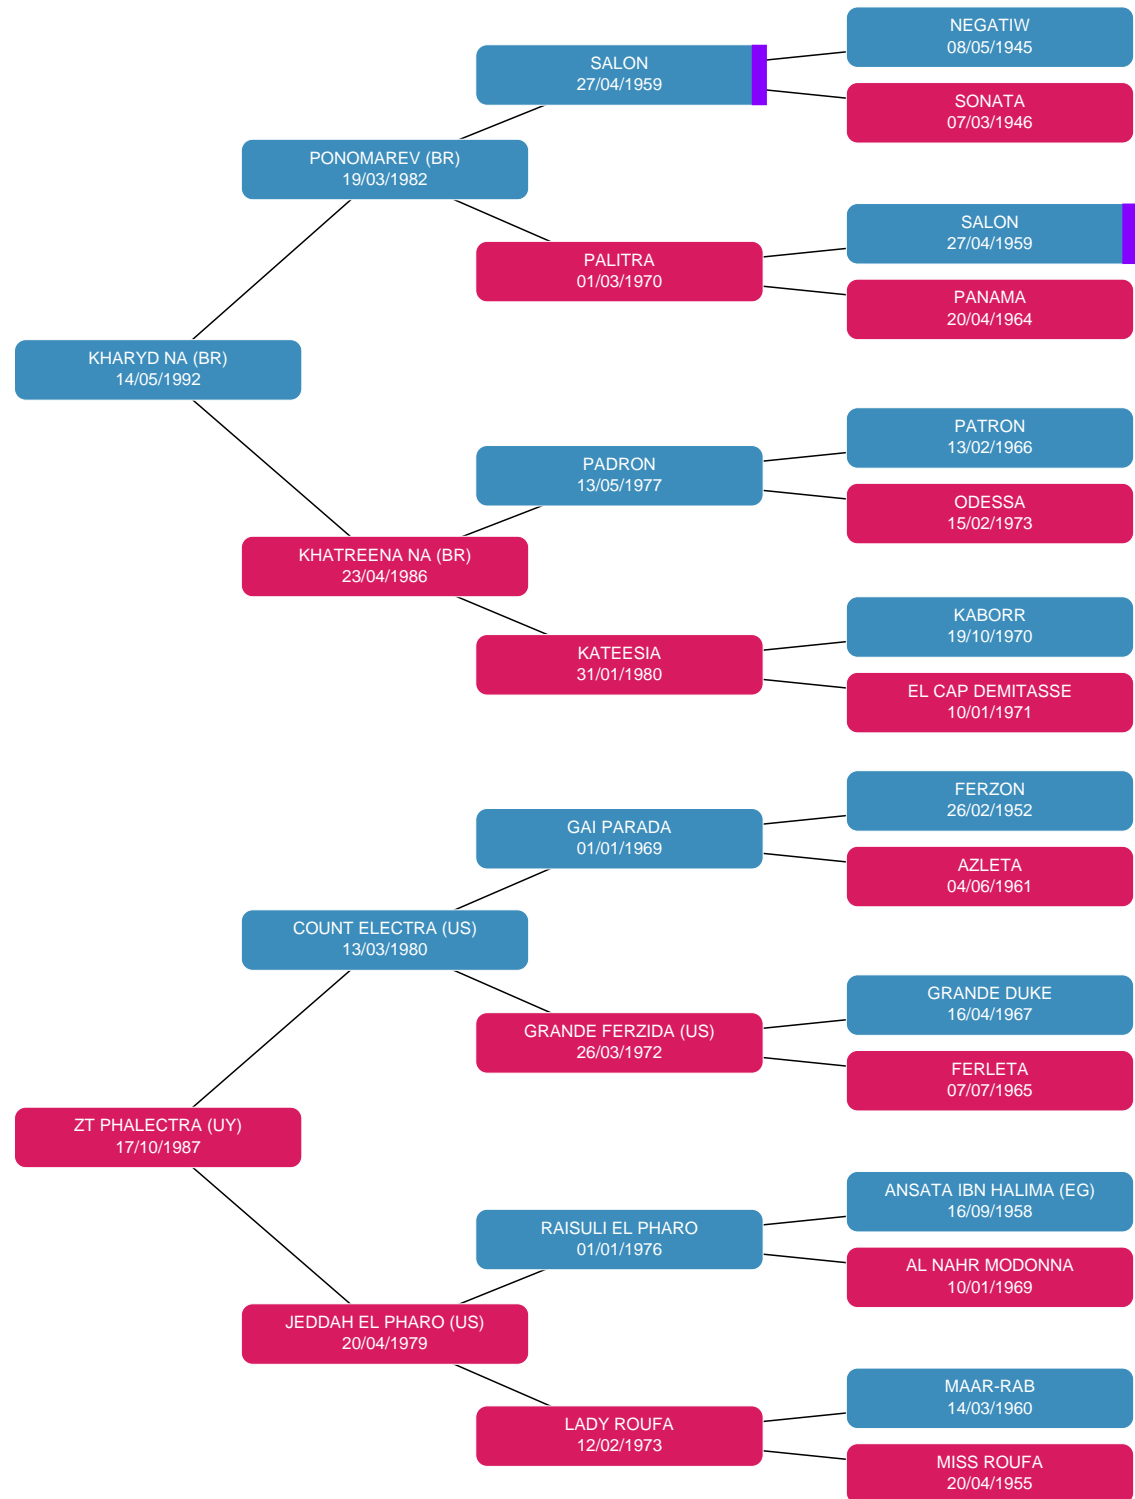 NEGATIW
08/05/1945
SALON
27/04/1959
SONATA
07/03/1946
PONOMAREV (BR)
19/03/1982
SALON
27/04/1959
PALITRA
01/03/1970
PANAMA
20/04/1964
KHARYD NA (BR)
14/05/1992
PATRON
13/02/1966
PADRON
13/05/1977
ODESSA
15/02/1973
KHATREENA NA (BR)
23/04/1986
KABORR
19/10/1970
KATEESIA
31/01/1980
EL CAP DEMITASSE
10/01/1971
FERZON
26/02/1952
GAI PARADA
01/01/1969
AZLETA
04/06/1961
COUNT ELECTRA (US)
13/03/1980
GRANDE DUKE
16/04/1967
GRANDE FERZIDA (US)
26/03/1972
FERLETA
07/07/1965
ZT PHALECTRA (UY)
17/10/1987
ANSATA IBN HALIMA (EG)
16/09/1958
RAISULI EL PHARO
01/01/1976
AL NAHR MODONNA
10/01/1969
JEDDAH EL PHARO (US)
20/04/1979
MAAR-RAB
14/03/1960
LADY ROUFA
12/02/1973
MISS ROUFA
20/04/1955